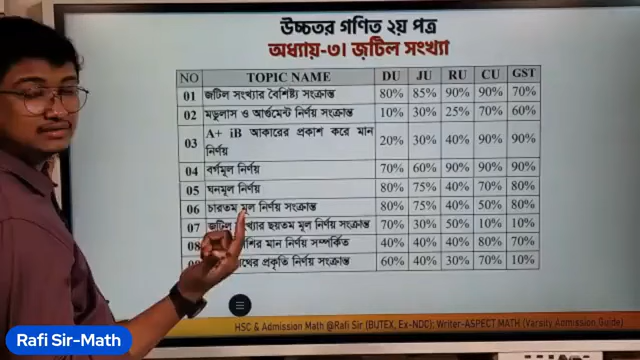 উচ্চতর গণিত ২য় পত্র
অধ্যায়-৩। জটিল সংখ্যা
NO TOPIC NAME DU JU RU CU GST
01 জটিল সংখ্যার বৈশিষ্ট্য সংক্রান্ত 80% 85% 90% 90% 70%
02 মডুলাস ও আর্গুমেন্ট নির্ণয় সংক্রান্ত 10% 30% 25% 70% 60%
03 A+ iB আকারের প্রকাশ করে মান নির্ণয় 20% 30% 40% 90% 90%
04 বর্গমূল নির্ণয় 70% 60% 90% 90% 90%
05 ঘনমূল নির্ণয় 80% 75% 40% 70% 80%
06 চারতম মূল নির্ণয় সংক্রান্ত 80% 75% 40% 50% 80%
07 জটিল সংখ্যার ছয়তম মূল নির্ণয় সংক্রান্ত 70% 30% 50% 10% 10%
08 মান নির্ণয় সম্পর্কিত 40% 40% 40% 80% 70%
প্রকৃতি নির্ণয় সংক্রান্ত 60% 40% 30% 70% 10%
HSC & Admission Math @Rafi Sir (BUTEX, Ex-NDC); Writer-ASPECT MATH (Varsity Admission Guide)
Rafi Sir-Math